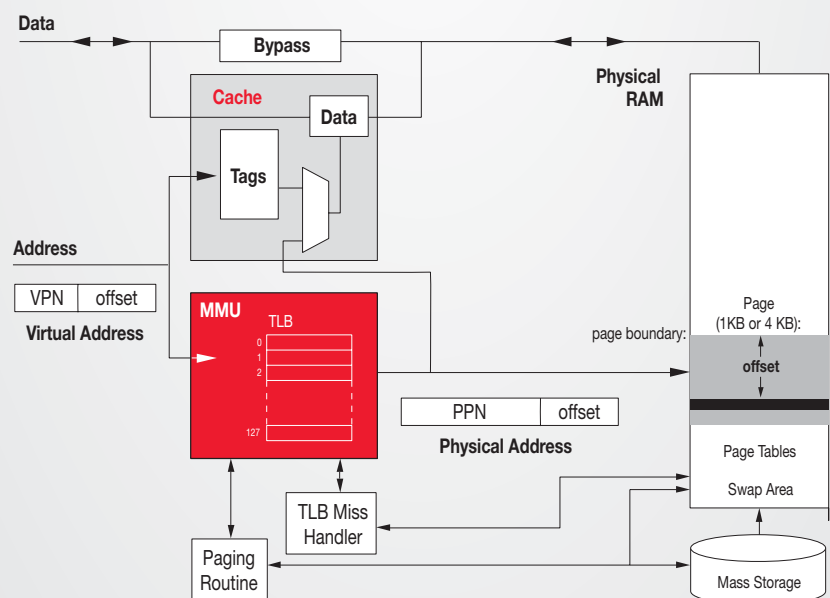 Data
Bypass
Physical
RAM
Cache
Data
Tags
Address
VPN
offset
Virtual Address
MMU
TLB
0
1
2
127
Page
(1KB or 4 KB):
page boundary:
offset
PPN
offset
Physical Address
Page Tables
Swap Area
TLB Miss
Handler
Paging
Routine
Mass Storage